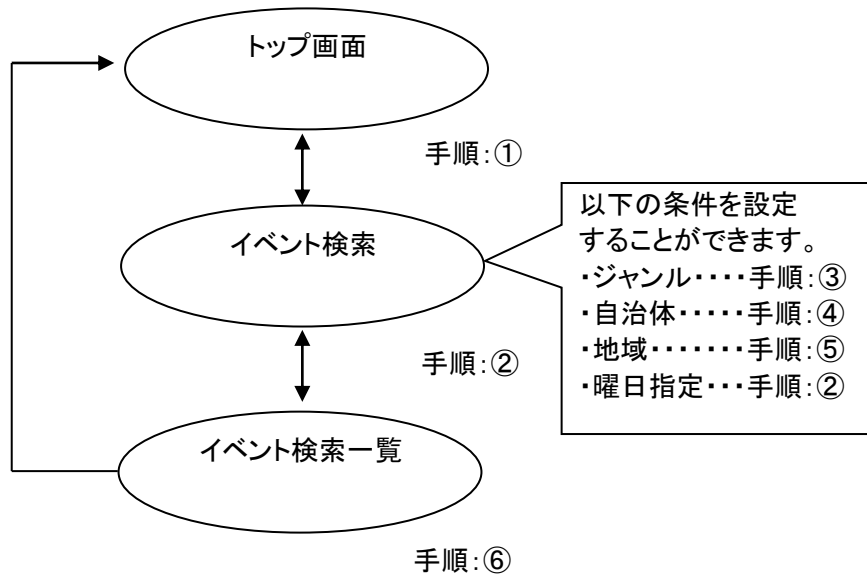 トップ画面
手順:①
イベント検索
以下の条件を設定
することができます。
・ジャンル････手順:③
・自治体･････手順:④
・地域･･･････手順:⑤
・曜日指定･･･手順:②
手順:②
イベント検索一覧
手順:⑥